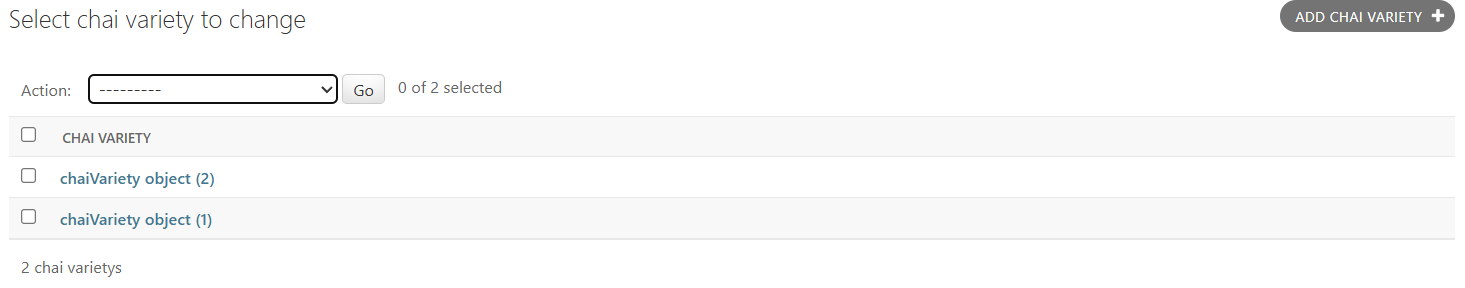 Select chai variety to change
ADD CHAI VARIETY +
Action: --------- Go 0 of 2 selected
CHAI VARIETY
chaiVariety object (2)
chaiVariety object (1)
2 chai varietys